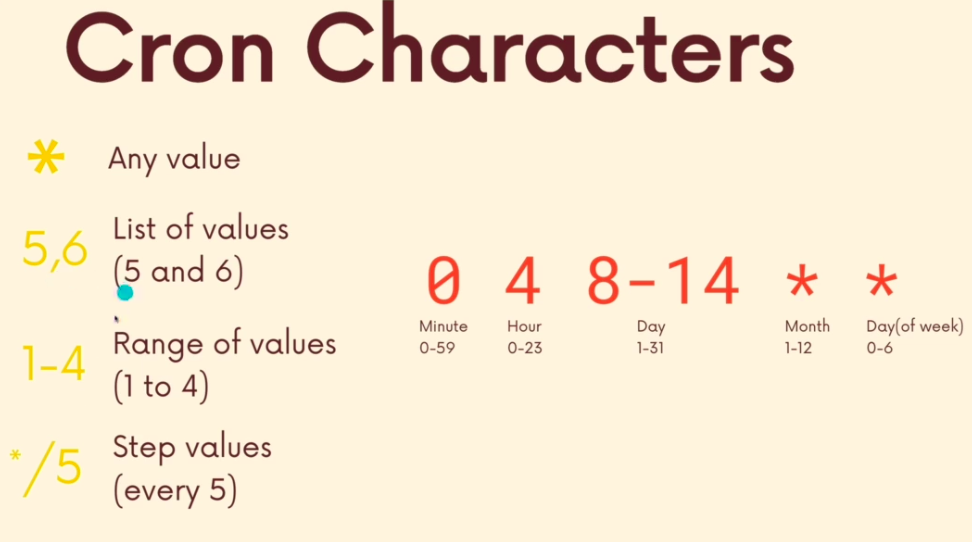 Cron Characters
* Any value
5,6 List of values
(5 and 6)
1-4 Range of values
(1 to 4)
*/5 Step values
(every 5)
0 4 8-14 * *
Minute Hour Day Month Day(of week)
0-59 0-23 1-31 1-12 0-6